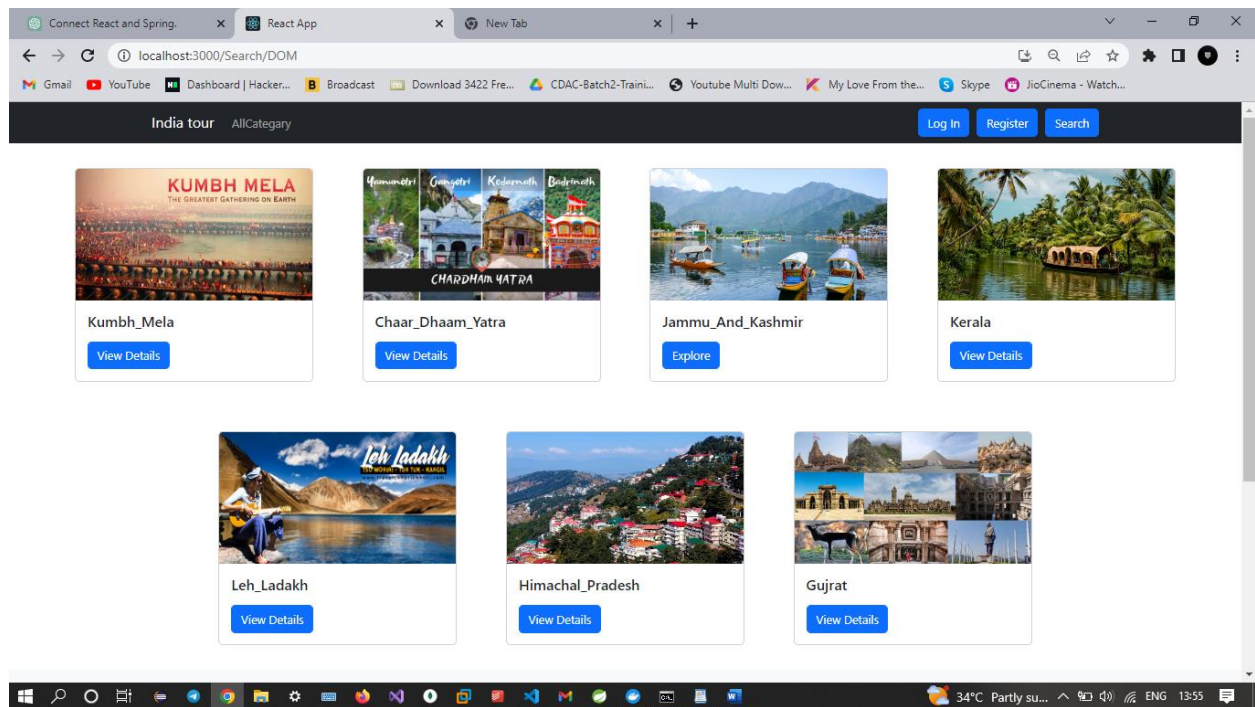 Connect React and Spring.
React App
New Tab
localhost:3000/Search/DOM
Gmail
YouTube
Dashboard | Hacker...
Broadcast
Download 3422 Fre...
CDAC-Batch2-Traini...
Youtube Multi Dow...
My Love From the...
Skype
JioCinema - Watch...
India tour
AllCategary
Log In
Register
Search
KUMBH MELA
THE GREATEST GATHERING ON EARTH
Yamunotri Gangotri Kedarnath Badrinath
CHARDHAM YATRA
Kumbh_Mela
Chaar_Dhaam_Yatra
Jammu_And_Kashmir
Kerala
View Details
View Details
Explore
View Details
Leh ladakh
Leh_Ladakh
Himachal_Pradesh
Gujrat
View Details
View Details
View Details
34°C Partly su...
ENG
13:55